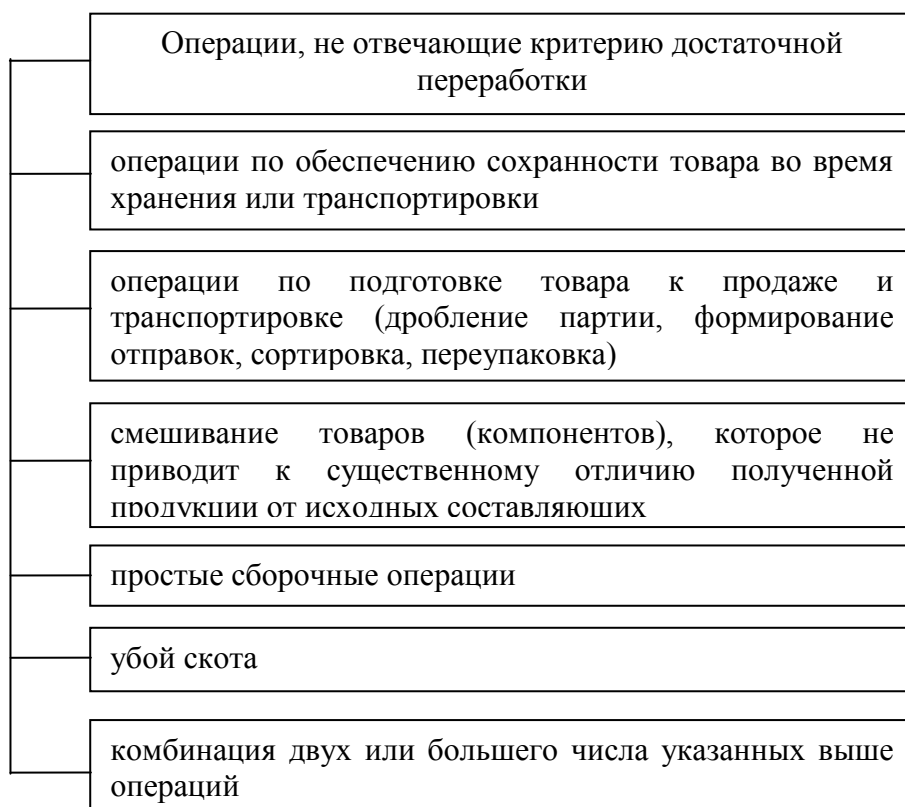 Операции, не отвечающие критерию достаточной
переработки
операции по обеспечению сохранности товара во время
хранения или транспортировки
операции по подготовке товара к продаже и
транспортировке (дробление партии, формирование
отправок, сортировка, переупаковка)
смешивание товаров (компонентов), которое не
приводит к существенному отличию полученной
продукции от исходных составляющих
простые сборочные операции
убой скота
комбинация двух или большего числа указанных выше
операций